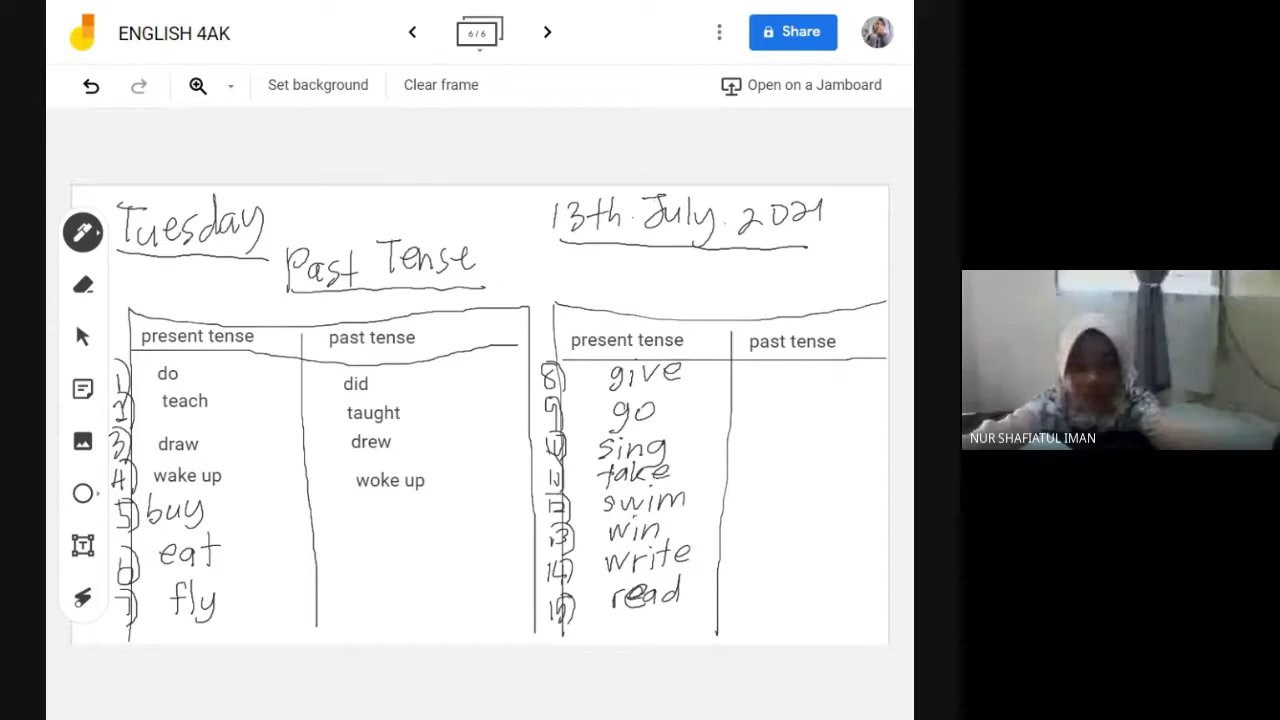 ENGLISH 4AK
6/6
Share
Set background
Clear frame
Open on a Jamboard
Tuesday
13th. July. 2021
Past Tense
present tense past tense
1) do did
2) teach taught
3) draw drew
4) wake up woke up
5) buy
6) eat
7) fly
present tense past tense
8) give
9 go
sing
take
12) swim
13) win
14) write
15) read
NUR SHAFIATUL IMAN